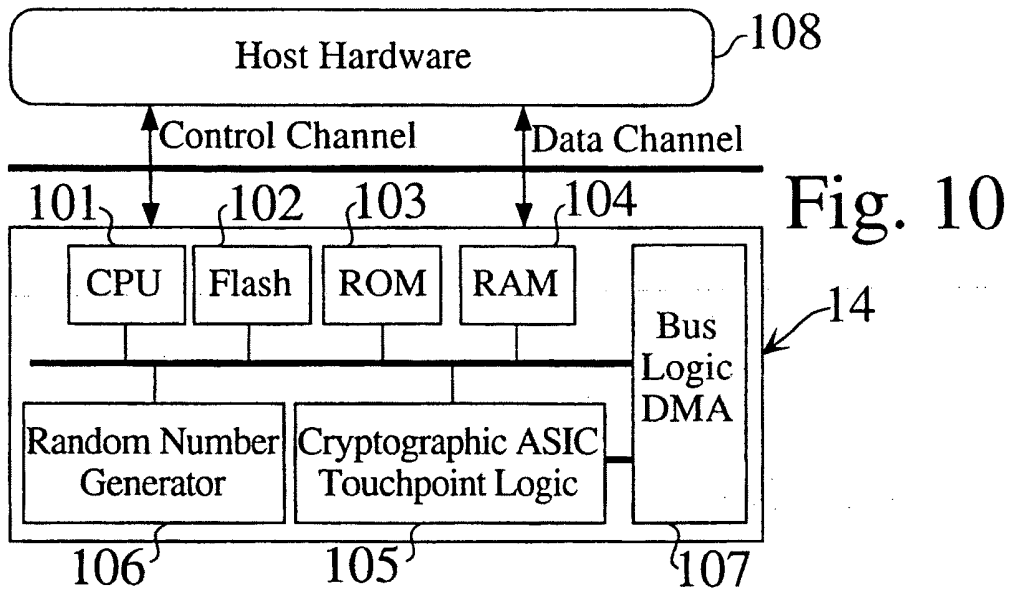 Host Hardware
108
Control Channel
Data Channel
Fig. 10
101
102
103
104
CPU
Flash
ROM
RAM
Bus
Logic
DMA
14
Random Number
Generator
Cryptographic ASIC
Touchpoint Logic
106
105
107